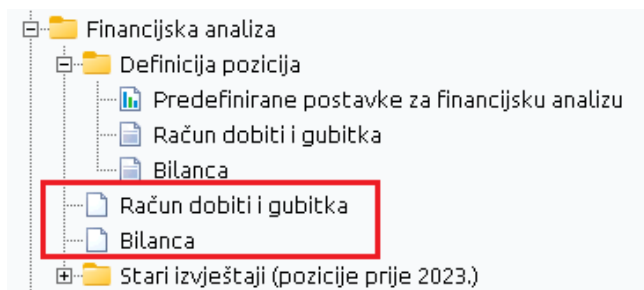 Financijska analiza
Definicija pozicija
Predefinirane postavke za financijsku analizu
Račun dobiti i gubitka
Bilanca
Račun dobiti i gubitka
Bilanca
Stari izvještaji (pozicije prije 2023.)